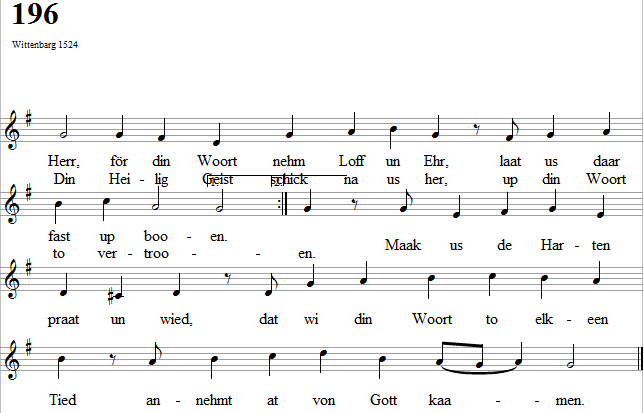 196
Wittenbarg 1524
Herr, för din Woort nehm Loff un Ehr, laat us daar
Din Hei - lig Geist schick na us her, up din Woort
fast up boo - en.
to ver - troo - - en.
Maak us de Har - ten
praat un wied, dat wi din Woort to elk - een
Tied an - nehmt at von Gott kaa - - men.